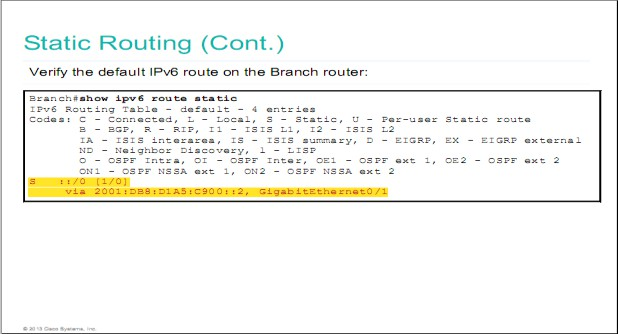 Static Routing (Cont.)
Verify the default IPv6 route on the Branch router:
Branch#show ipv6 route static
IPv6 Routing Table - default - 4 entries
Codes: C - Connected, L - Local, S - Static, U - Per-user Static route
B - BGP, R - RIP, I1 - ISIS L1, I2 - ISIS L2
IA - ISIS interarea, IS - ISIS summary, D - EIGRP, EX - EIGRP external
ND - Neighbor Discovery, l - LISP
O - OSPF Intra, OI - OSPF Inter, OE1 - OSPF ext 1, OE2 - OSPF ext 2
ON1 - OSPF NSSA ext 1, ON2 - OSPF NSSA ext 2
S ::/0 [1/0]
via 2001:DB8:D1A5:C900::2, GigabitEthernet0/1
© 2013 Cisco Systems, Inc.